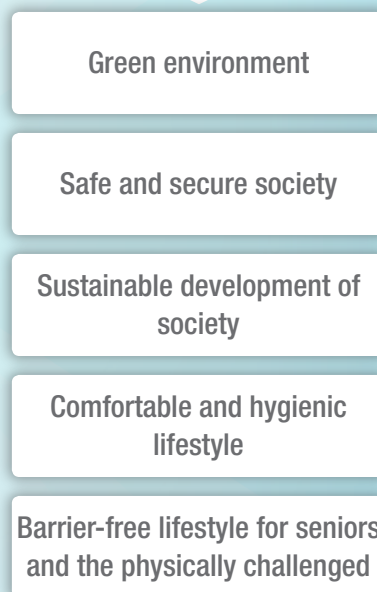 Green environment
Safe and secure society
Sustainable development of
society
Comfortable and hygienic
lifestyle
Barrier-free lifestyle for seniors
and the physically challenged